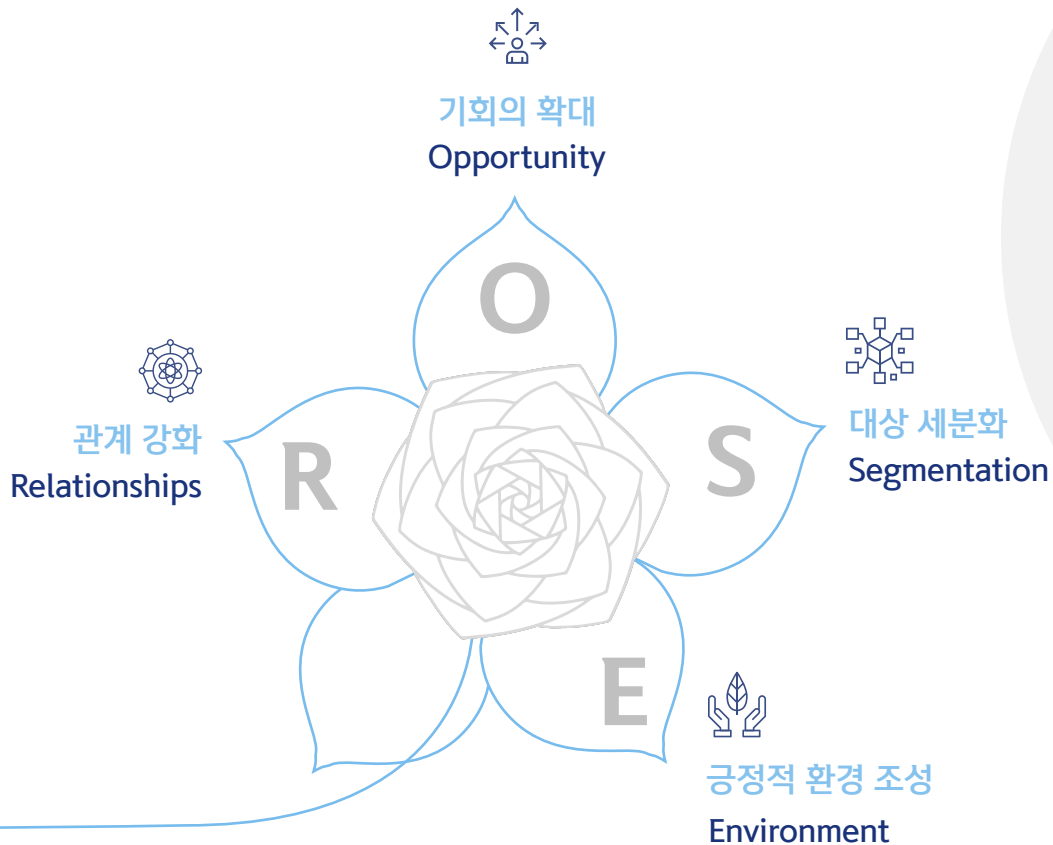 기회의 확대
Opportunity
O
관계 강화
Relationships
R
S
대상 세분화
Segmentation
E
긍정적 환경 조성
Environment